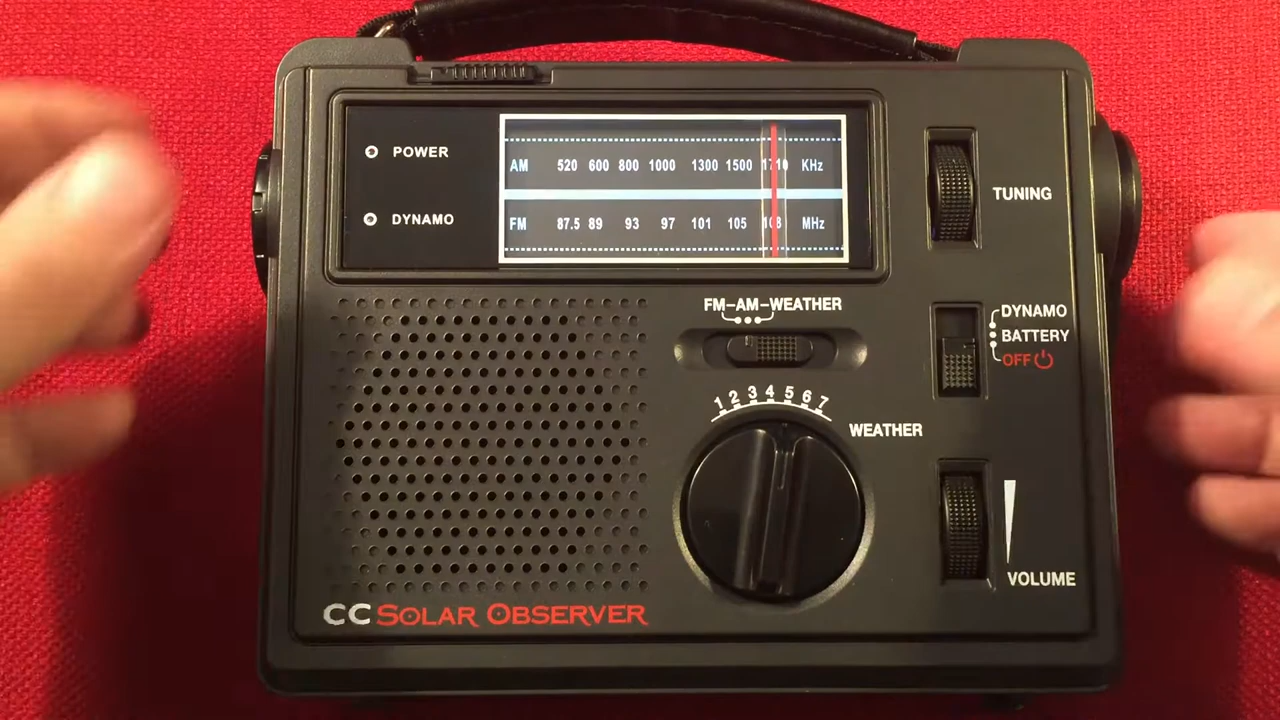 POWER
DYNAMO
AM 520 600 800 1000 1300 1500 1710 KHz
FM 87.5 89 93 97 101 105 108 MHz
TUNING
FM-AM-WEATHER
DYNAMO
BATTERY
OFF
1 2 3 4 5 6 7
WEATHER
VOLUME
CC SOLAR OBSERVER